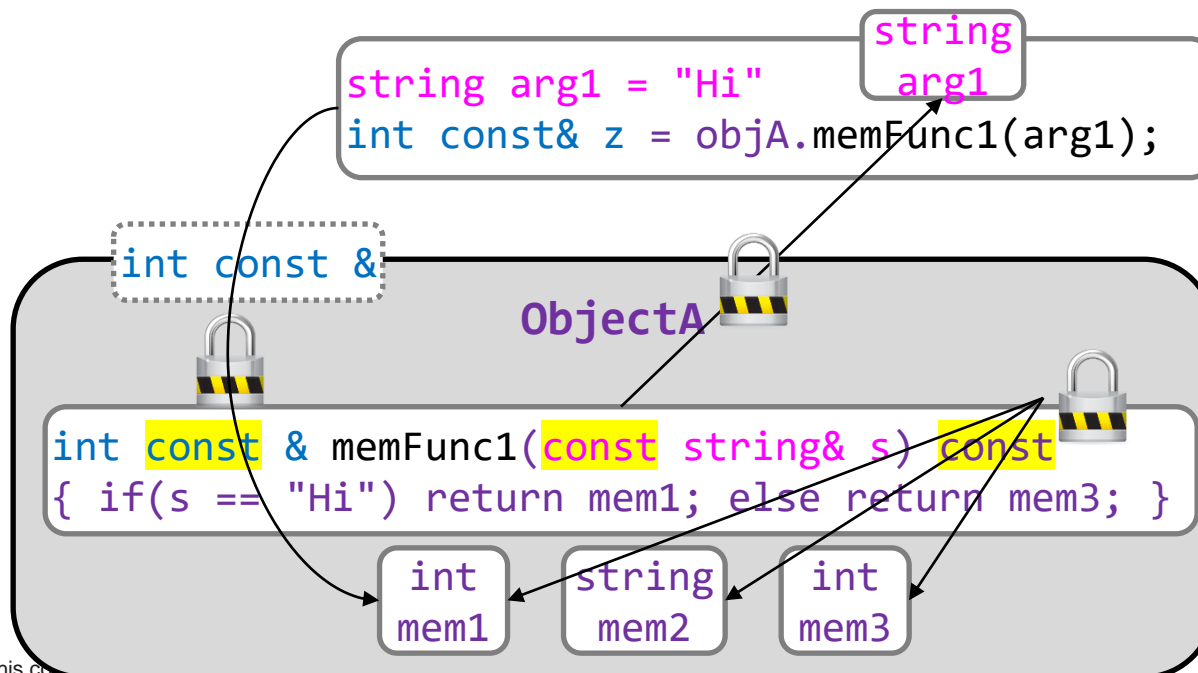 string
arg1
string arg1 = "Hi"
int const& z = objA.memFunc1(arg1);
int const &
ObjectA
int const & memFunc1(const string& s) const
{ if(s == "Hi") return mem1; else return mem3; }
int
mem1
string
mem2
int
mem3